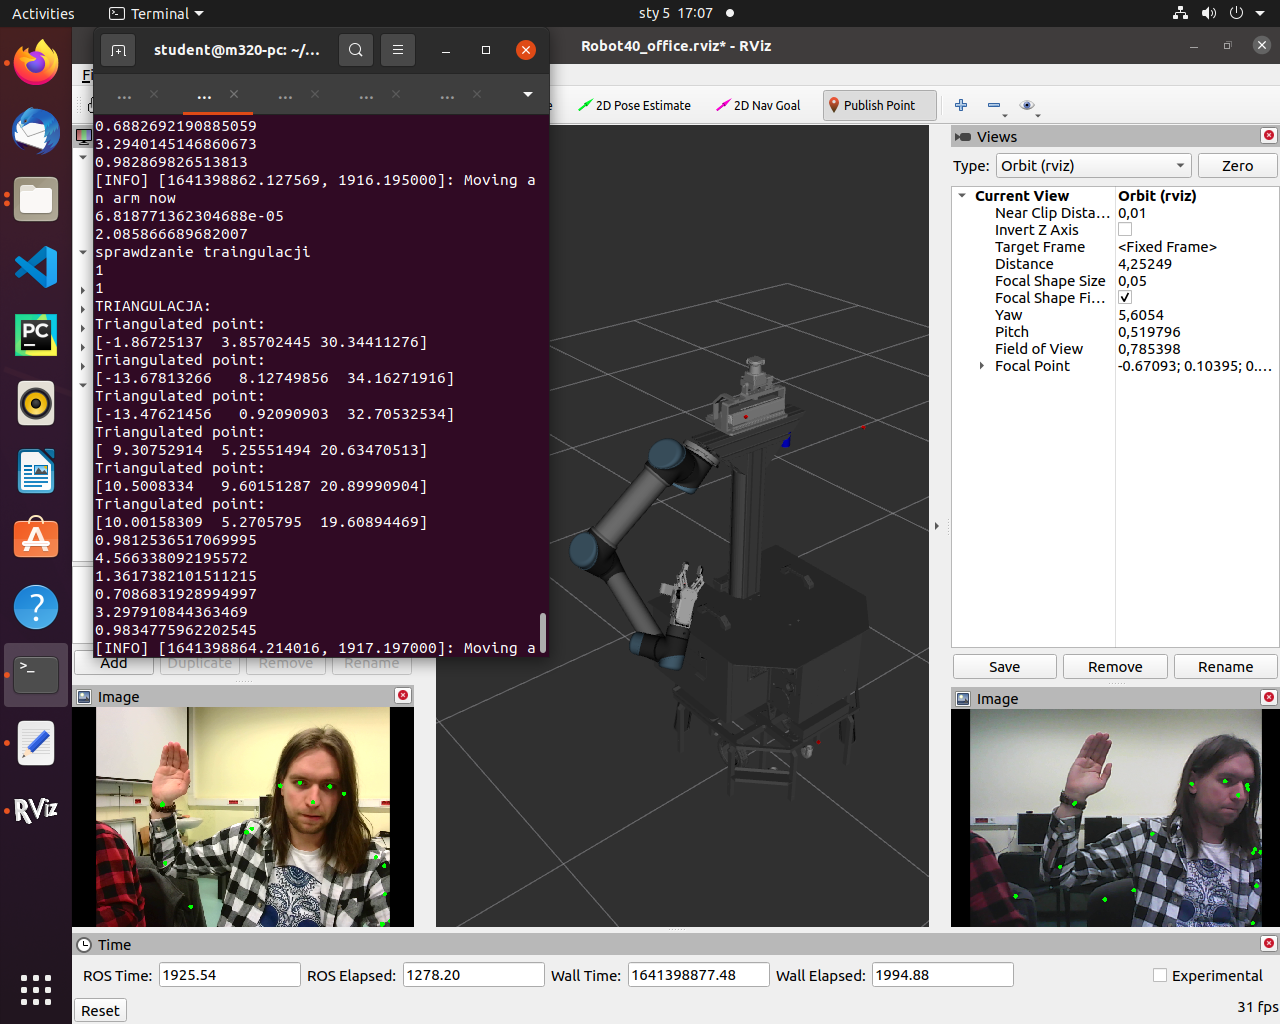 Activities
Terminal
sty 5 17:07
student@m320-pc: ~/...
Robot40_office.rviz* - RViz
... ... ... ... ...
2D Pose Estimate
2D Nav Goal
Publish Point
0.6882692190885059
3.2940145146860673
0.982869826513813
[INFO] [1641398862.127569, 1916.195000]: Moving a
n arm now
6.818771362304688e-05
2.085866689682007
sprawdzanie traingulacji
1
1
TRIANGULACJA:
Triangulated point:
[-1.86725137 3.85702445 30.34411276]
Triangulated point:
[-13.67813266 8.12749856 34.16271916]
Triangulated point:
[-13.47621456 0.92090903 32.70532534]
Triangulated point:
[ 9.30752914 5.25551494 20.63470513]
Triangulated point:
[10.5008334 9.60151287 20.89990904]
Triangulated point:
[10.00158309 5.2705795 19.60894469]
0.9812536517069995
4.566338092195572
1.3617382101511215
0.7086831928994997
3.297910844363469
0.9834775962202545
[INFO] [1641398864.214016, 1917.197000]: Moving a
Views
Type: Orbit (rviz) Zero
Current View Orbit (rviz)
Near Clip Dista... 0,01
Invert Z Axis
Target Frame <Fixed Frame>
Distance 4,25249
Focal Shape Size 0,05
Focal Shape Fi...
Yaw 5,6054
Pitch 0,519796
Field of View 0,785398
Focal Point -0.67093; 0.10395; 0....
Save Remove Rename
Add Duplicate Remove Rename
Image
Image
Time
ROS Time: 1925.54 ROS Elapsed: 1278.20 Wall Time: 1641398877.48 Wall Elapsed: 1994.88 Experimental
Reset
31 fps
PC
RViz